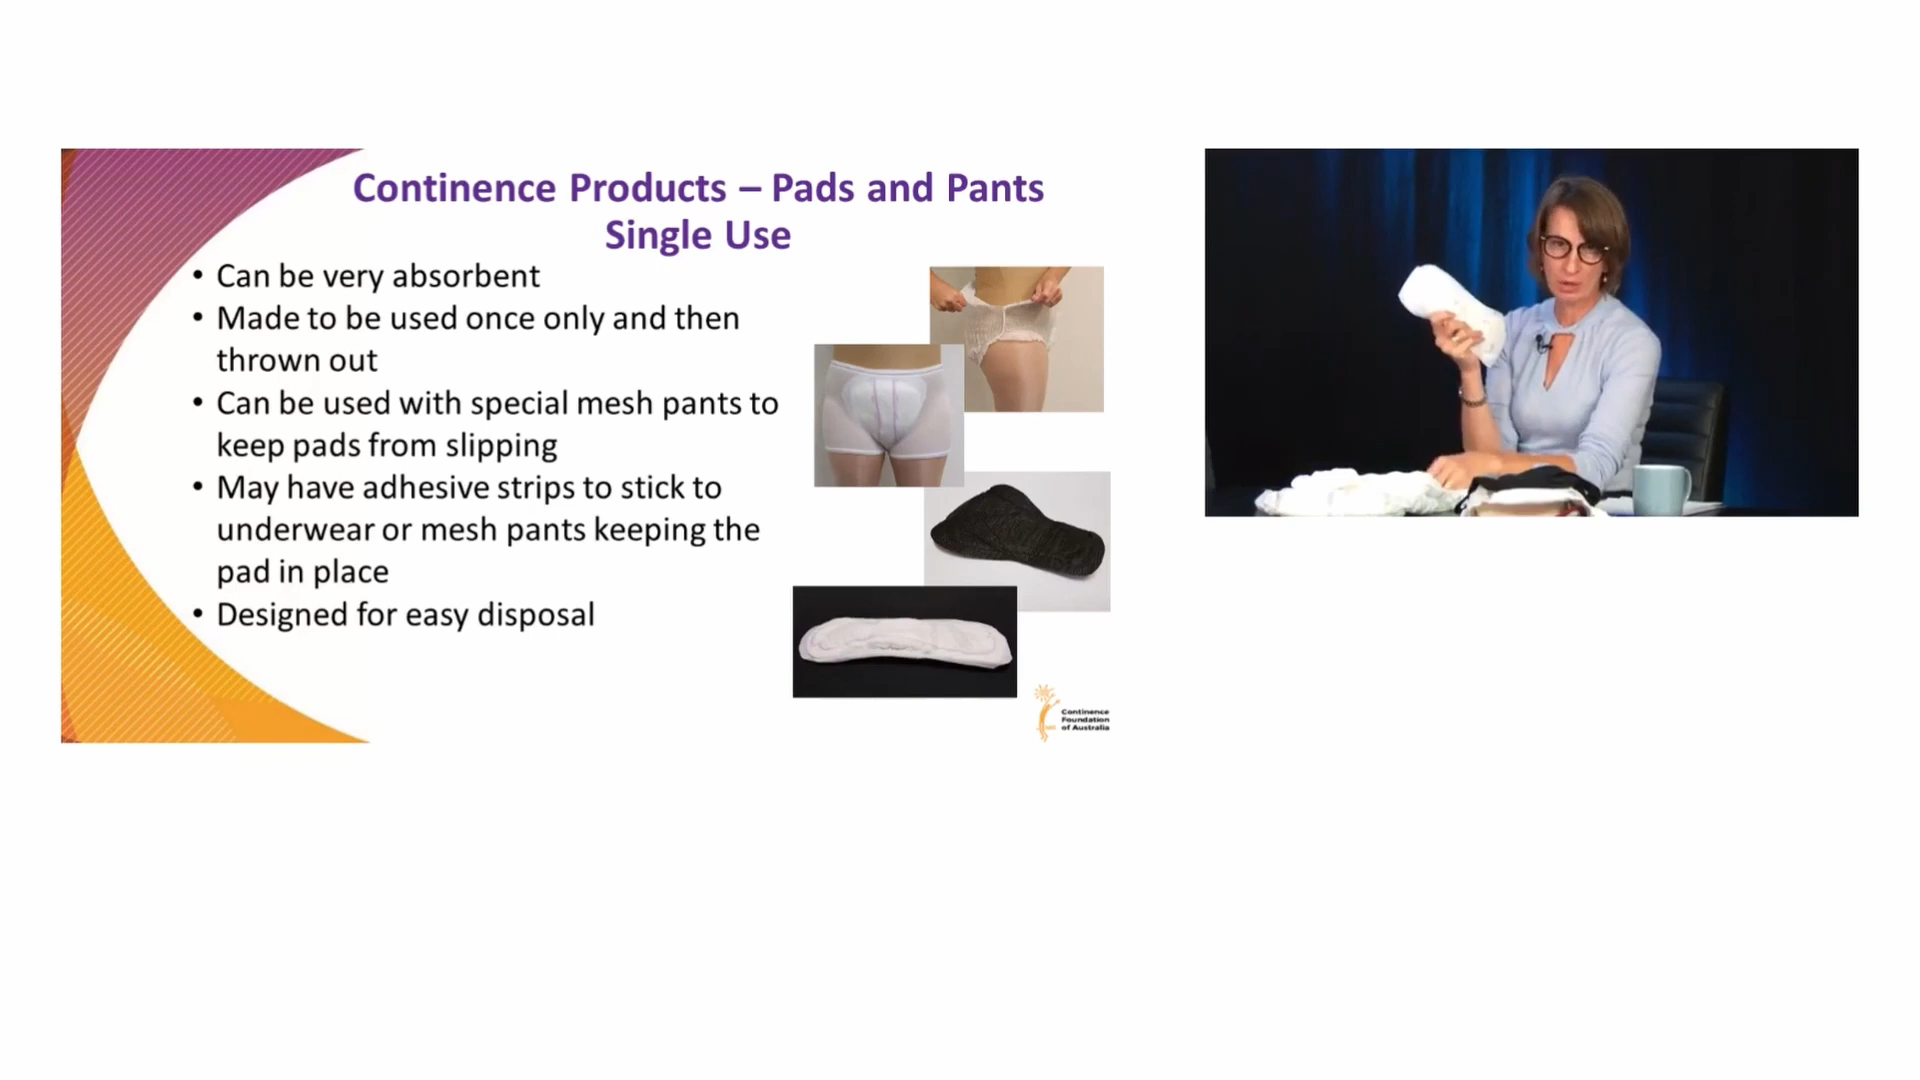 Continence Products – Pads and Pants
Single Use
• Can be very absorbent
• Made to be used once only and then
thrown out
• Can be used with special mesh pants to
keep pads from slipping
• May have adhesive strips to stick to
underwear or mesh pants keeping the
pad in place
• Designed for easy disposal
Continence
Foundation
of Australia